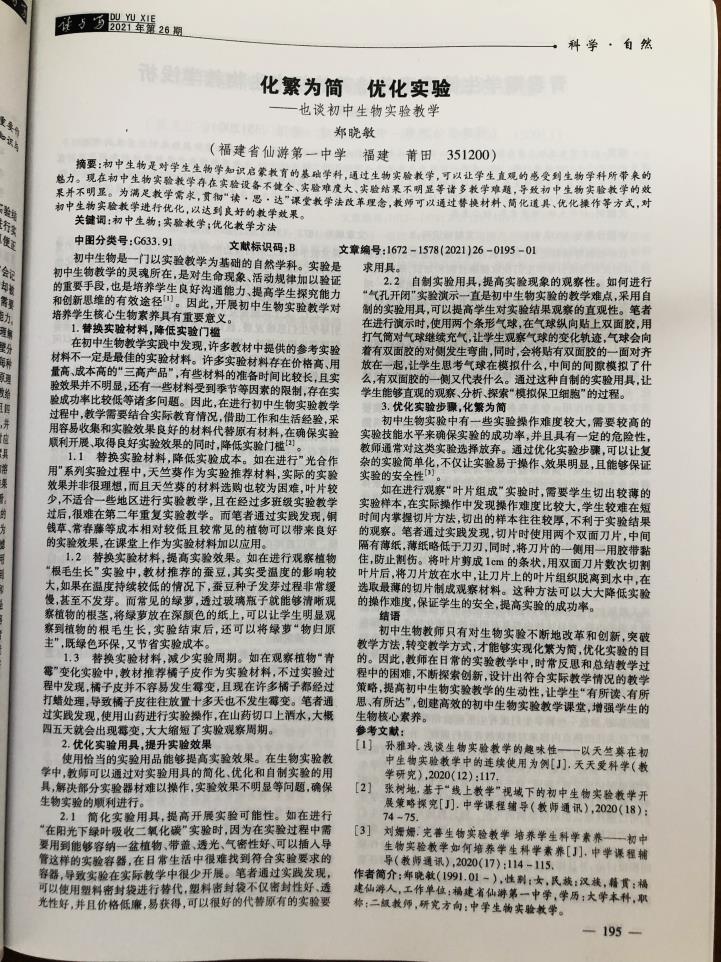 读与写
DU YU XIE
2021年第26期
科学·自然
化繁为简 优化实验
——也谈初中生物实验教学
郑晓敏
(福建省仙游第一中学 福建 莆田 351200)
摘要:初中生物是对学生生物学知识启蒙教育的基础学科,通过生物实验教学,可以让学生直观的感受到生物学科所带来的
魅力。现在初中生物实验教学存在实验设备不健全、实验难度大、实验结果不明显等诸多教学难题,导致初中生物实验教学的效
果并不明显。为满足教学需求,贯彻“读·思·达”课堂教学法改革理念,教师可以通过替换材料、简化道具、优化操作等方式,对
初中生物实验教学进行优化,以达到良好的教学效果。
关键词:初中生物;实验教学;优化教学方法
中图分类号:G633.91 文献标识码:B 文章编号:1672-1578(2021)26-0195-01
初中生物是一门以实验教学为基础的自然学科。实验是
初中生物教学的灵魂所在,是对生命现象、活动规律加以验证
的重要手段,也是培养学生良好沟通能力、提高学生探究能力
和创新思维的有效途径[1]。因此,开展初中生物实验教学对
培养学生核心生物素养具有重要意义。
1.替换实验材料,降低实验门槛
在初中生物教学实践中发现,许多教材中提供的参考实验
材料不一定是最佳的实验材料。许多实验材料存在价格高、用
量高、成本高的“三高产品”,有些材料的准备时间比较长,且实
验效果并不明显,还有一些材料受到季节等因素的限制,存在实
验成功率比较低等诸多问题。因此,在进行初中生物实验教学
过程中,教学需要结合实际教育情况,借助工作和生活经验,采
用容易收集和实验效果良好的材料代替原有材料,在确保实验
顺利开展、取得良好实验效果的同时,降低实验门槛[2]。
1.1 替换实验材料,降低实验成本。如在进行“光合作
用”系列实验过程中,天竺葵作为实验推荐材料,实际的实验
效果并非很理想,而且天竺葵的材料选购也较为困难,叶片较
少,不适合一些地区进行实验教学,且在经过多班级实验教学
过后,很难在第二年重复实验教学。而笔者通过实践发现,铜
钱草、常春藤等成本相对较低且较常见的植物可以带来良好
的实验效果,在课堂上作为实验材料加以应用。
1.2 替换实验材料,提高实验效果。如在进行观察植物
“根毛生长”实验中,教材推荐的蚕豆,其实受温度的影响较
大,如果在温度持续较低的情况下,蚕豆种子发芽过程非常缓
慢,甚至不发芽。而常见的绿萝,透过玻璃瓶子就能够清晰观
察植物的根茎,将绿萝放在深颜色的纸上,可以让学生明显观
察到植物的根毛生长,实验结束后,还可以将绿萝“物归原
主”,既绿色环保,又节省实验成本。
1.3 替换实验材料,减少实验周期。如在观察植物“青
霉”变化实验中,教材推荐橘子皮作为实验材料,不过实验过
程中发现,橘子皮并不容易发生霉变,且现在许多橘子都经过
打蜡处理,导致橘子皮往往放置十多天也不发生霉变。笔者通
过实践发现,使用山药进行实验操作,在山药切口上洒水,大概
四五天就会出现霉变,大大缩短了实验观察周期。
2.优化实验用具,提升实验效果
使用恰当的实验用品能够提高实验效果。在生物实验教
学中,教师可以通过对实验用具的简化、优化和自制实验的用
具,解决部分实验器材难以操作,实验效果不明显等问题,确保
生物实验的顺利进行。
2.1 简化实验用具,提高开展实验可能性。如在进行
“在阳光下绿叶吸收二氧化碳”实验时,因为在实验过程中需
要用到能够容纳一盆植物、带盖、透光、气密性好、可以插入导
管这样的实验容器,在日常生活中很难找到符合实验要求的
容器,导致实验在实际教学中很少开展。笔者通过实践发现,
可以使用塑料密封袋进行替代,塑料密封袋不仅密封性好、透
光性好,并且价格低廉,易获得,可以很好的代替原有的实验要
求用具。
2.2 自制实验用具,提高实验现象的观察性。如何进行
“气孔开闭”实验演示一直是初中生物实验的教学难点,采用自
制的实验用具,可以提高学生对实验结果观察的直观性。笔者
在进行演示时,使用两个条形气球,在气球纵向贴上双面胶,用
打气筒对气球继续充气,让学生观察气球的变化轨迹,气球会向
着有双面胶的对侧发生弯曲,同时,会将贴有双面胶的一面对齐
放在一起,让学生思考气球在模拟什么,中间的间隙模拟了什
么,有双面胶的一侧又代表什么。通过这种自制的实验用具,让
学生能够直观的观察、分析、探索“模拟保卫细胞”的过程。
3.优化实验步骤,化繁为简
初中生物实验中有一些实验操作难度较大,需要较高的
实验技能水平来确保实验的成功率,并且具有一定的危险性,
教师通常对这类实验选择放弃。通过优化实验步骤,可以让复
杂的实验简单化,不仅让实验易于操作、效果明显,且能够保证
实验的安全性[3]。
如在进行观察“叶片组成”实验时,需要学生切出较薄的
实验样本,在实际操作中发现操作难度比较大,学生较难在短
时间内掌握切片方法,切出的样本往往较厚,不利于实验结果
的观察。笔者通过实践发现,切片时使用两个双面刀片,中间
隔有薄纸,薄纸略低于刀刃,同时,将刀片的一侧用一用胶带黏
住,防止割伤。将叶片剪成1cm的条状,用双面刀片数次切割
叶片后,将刀片放在水中,让刀片上的叶片组织脱离到水中,在
选取最薄的切片制成观察材料。这种方法可以大大降低实验
的操作难度,保证学生的安全,提高实验的成功率。
结语
初中生物教师只有对生物实验不断地改革和创新,突破
教学方法,转变教学方式,才能够实现化繁为简,优化实验的目
的。因此,教师在日常的实验教学中,时常反思和总结教学过
程中的困难,不断探索创新,设计出符合实际教学情况的教学
策略,提高初中生物实验教学的生动性,让学生“有所读、有所
思、有所达”,创建高效的初中生物实验教学课堂,增强学生的
生物核心素养。
参考文献:
[1] 孙雅玲.浅谈生物实验教学的趣味性——以天竺葵在初
中生物实验教学中的连续使用为例[J].天天爱科学(教
学研究),2020(12):117.
[2] 张树地.基于“线上教学”视域下的初中生物实验教学开
展策略探究[J].中学课程辅导(教师通讯),2020(18):
74-75.
[3] 刘姗姗.完善生物实验教学 培养学生科学素养——初中
生物实验教学如何培养学生科学素养[J].中学课程辅
导(教师通讯),2020(17):114-115.
作者简介:郑晓敏(1991.01-),性别:女,民族:汉族,籍贯:福
建仙游人,工作单位:福建省仙游第一中学,学历:大学本科,职
称:二级教师,研究方向:中学生物实验教学。
— 195 —